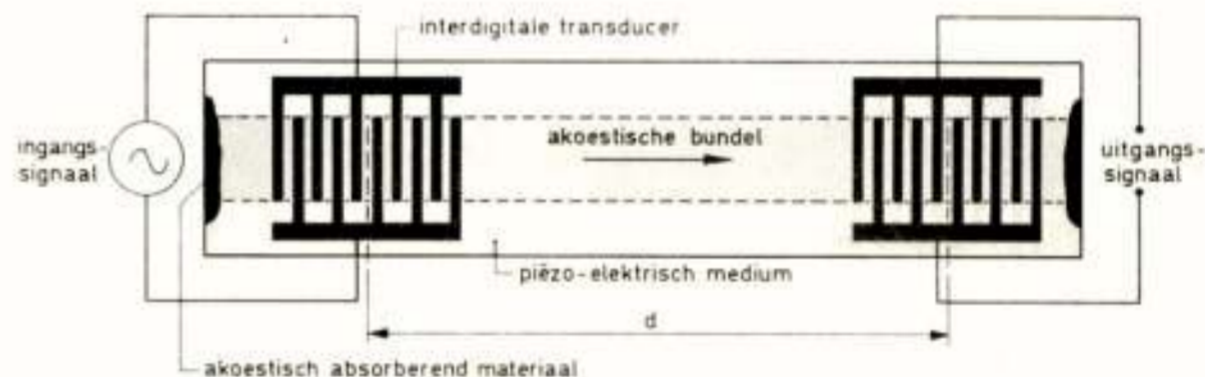 interdigitale transducer
ingangs-
signaal
akoestische bundel
uitgangs-
signaal
piëzo-elektrisch medium
d
akoestisch absorberend materiaal